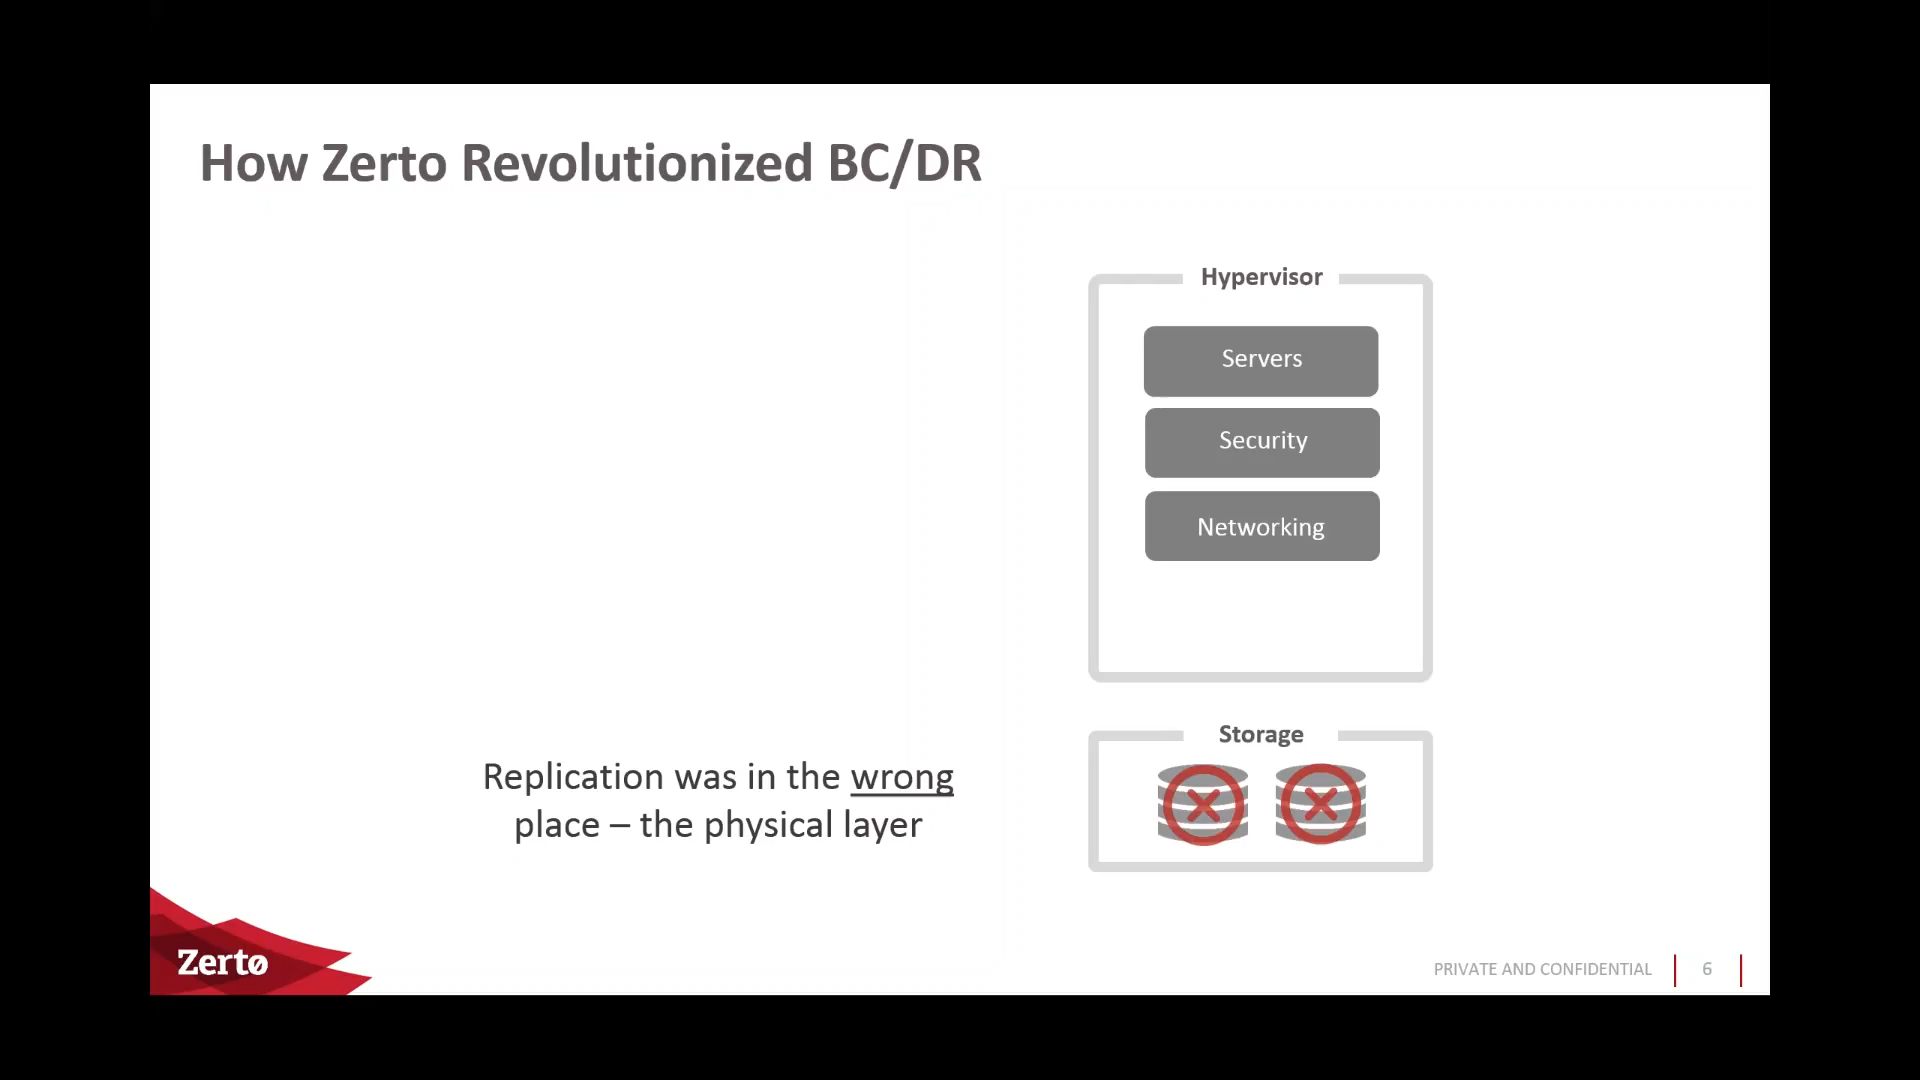 How Zerto Revolutionized BC/DR
Hypervisor
Servers
Security
Networking
Storage
Replication was in the wrong
place – the physical layer
Zertø
PRIVATE AND CONFIDENTIAL
6